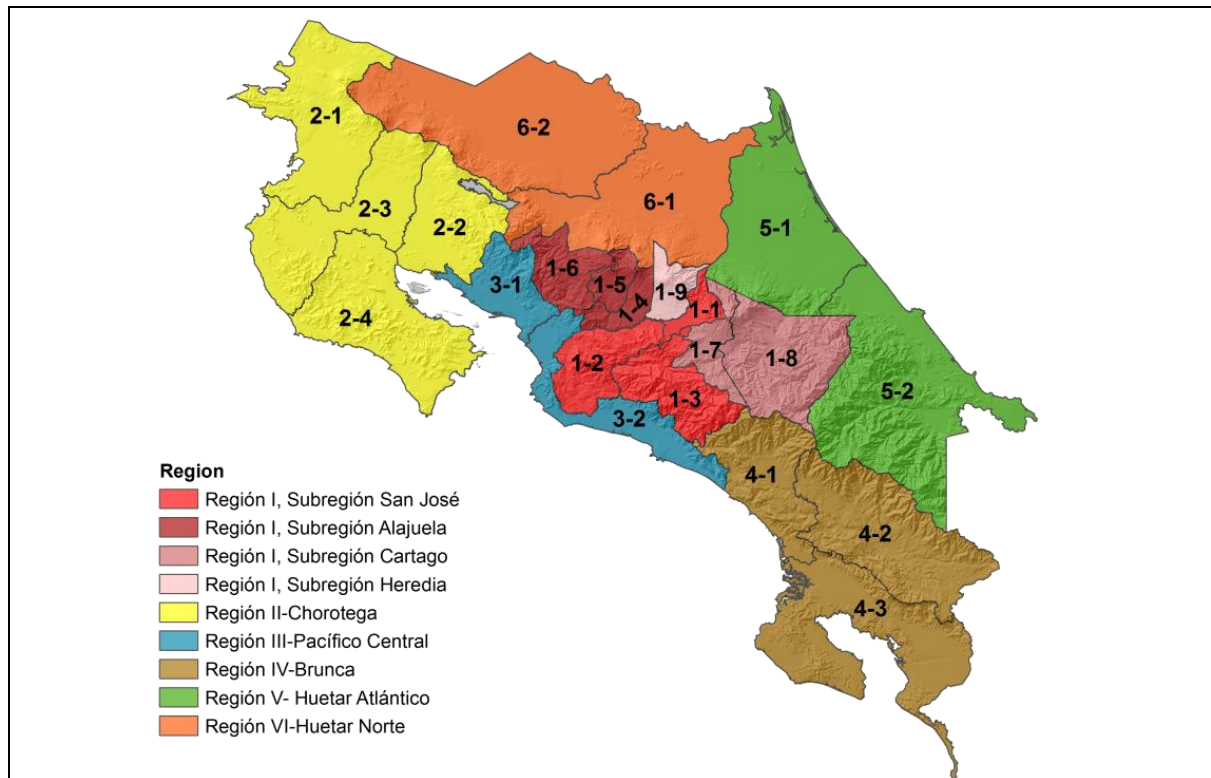 2-1
6-2
2-3
6-1
2-2
5-1
1-6
3-1
1-5
1-9
1-4
1-1
2-4
1-7
1-2
1-8
5-2
1-3
3-2
4-1
4-2
4-3
Region
Región I, Subregión San José
Región I, Subregión Alajuela
Región I, Subregión Cartago
Región I, Subregión Heredia
Región II-Chorotega
Región III-Pacífico Central
Región IV-Brunca
Región V- Huetar Atlántico
Región VI-Huetar Norte